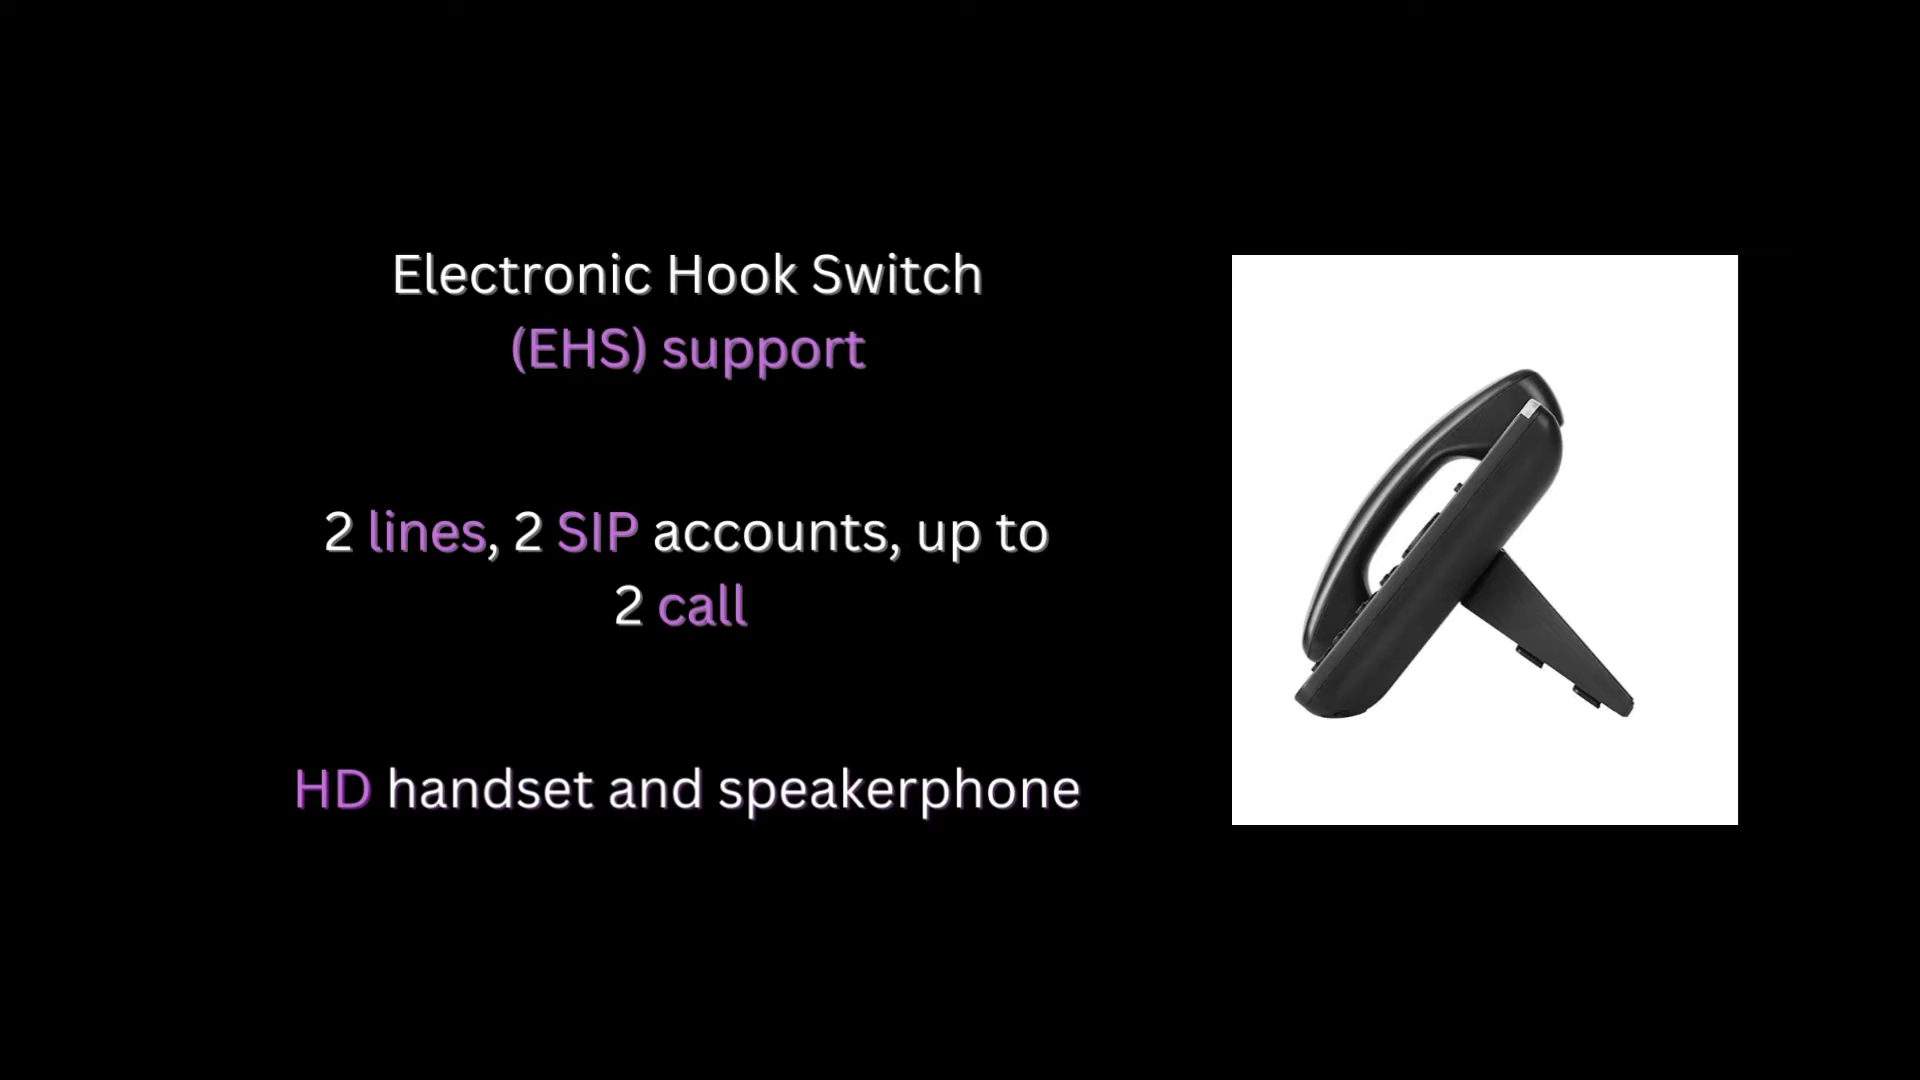 Electronic Hook Switch
(EHS) support
2 lines, 2 SIP accounts, up to
2 call
HD handset and speakerphone